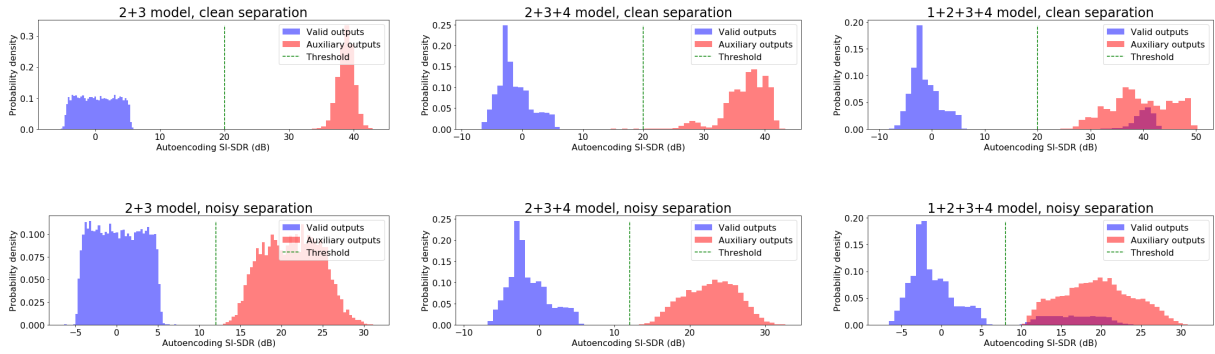 2+3 model, clean separation
Probability density
0.3
0.2
0.1
0.0
Valid outputs
Auxiliary outputs
Threshold
0 10 20 30 40
Autoencoding SI-SDR (dB)
2+3+4 model, clean separation
Probability density
0.25
0.20
0.15
0.10
0.05
0.00
Valid outputs
Auxiliary outputs
Threshold
−10 0 10 20 30 40
Autoencoding SI-SDR (dB)
1+2+3+4 model, clean separation
Probability density
0.20
0.15
0.10
0.05
0.00
Valid outputs
Auxiliary outputs
Threshold
−10 0 10 20 30 40 50
Autoencoding SI-SDR (dB)
2+3 model, noisy separation
Probability density
0.100
0.075
0.050
0.025
0.000
Valid outputs
Auxiliary outputs
Threshold
−5 0 5 10 15 20 25 30
Autoencoding SI-SDR (dB)
2+3+4 model, noisy separation
Probability density
0.25
0.20
0.15
0.10
0.05
0.00
Valid outputs
Auxiliary outputs
Threshold
−10 0 10 20 30
Autoencoding SI-SDR (dB)
1+2+3+4 model, noisy separation
Probability density
0.20
0.15
0.10
0.05
0.00
Valid outputs
Auxiliary outputs
Threshold
−5 0 5 10 15 20 25 30
Autoencoding SI-SDR (dB)